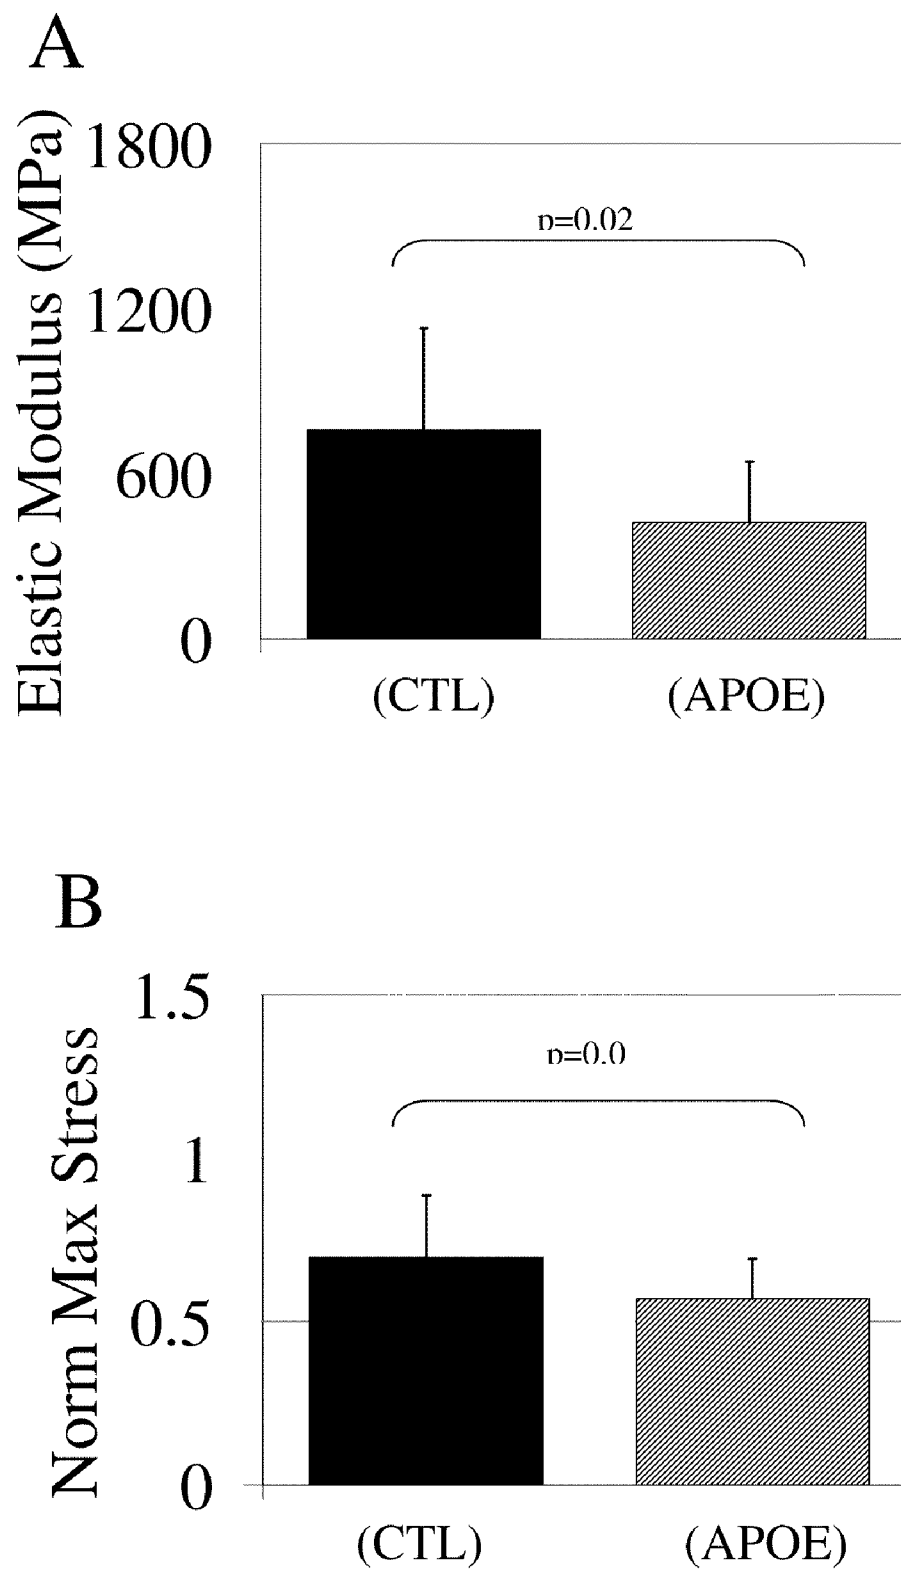 A
Elastic Modulus (MPa)
1800
1200
600
0
p=0.02
(CTL) (APOE)
B
Norm Max Stress
1.5
1
0.5
0
p=0.0
(CTL) (APOE)